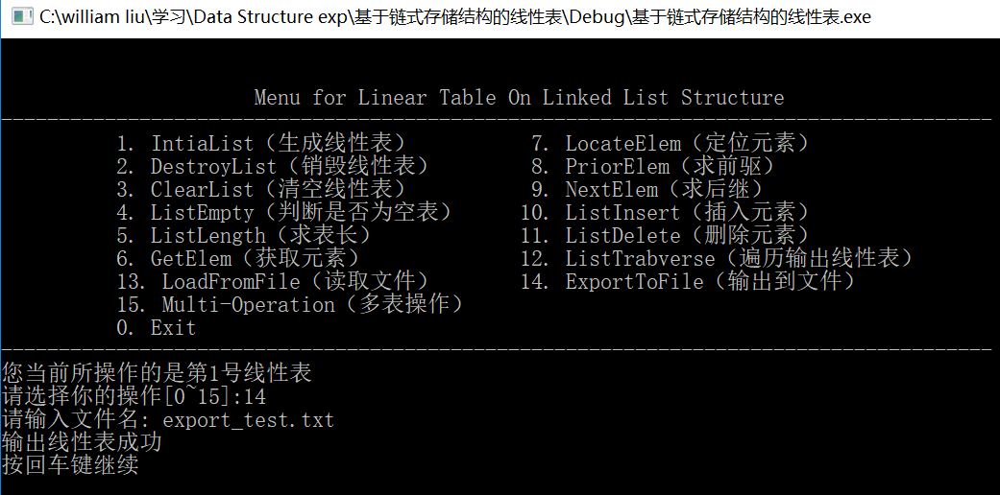 C:\william liu\学习\Data Structure exp\基于链式存储结构的线性表\Debug\基于链式存储结构的线性表.exe
Menu for Linear Table On Linked List Structure
1. IntiaList（生成线性表） 7. LocateElem（定位元素）
2. DestroyList（销毁线性表） 8. PriorElem（求前驱）
3. ClearList（清空线性表） 9. NextElem（求后继）
4. ListEmpty（判断是否为空表） 10. ListInsert（插入元素）
5. ListLength（求表长） 11. ListDelete（删除元素）
6. GetElem（获取元素） 12. ListTrabverse（遍历输出线性表）
13. LoadFromFile（读取文件） 14. ExportToFile（输出到文件）
15. Multi-Operation（多表操作）
0. Exit
您当前所操作的是第1号线性表
请选择你的操作[0~15]:14
请输入文件名: export_test.txt
输出线性表成功
按回车键继续